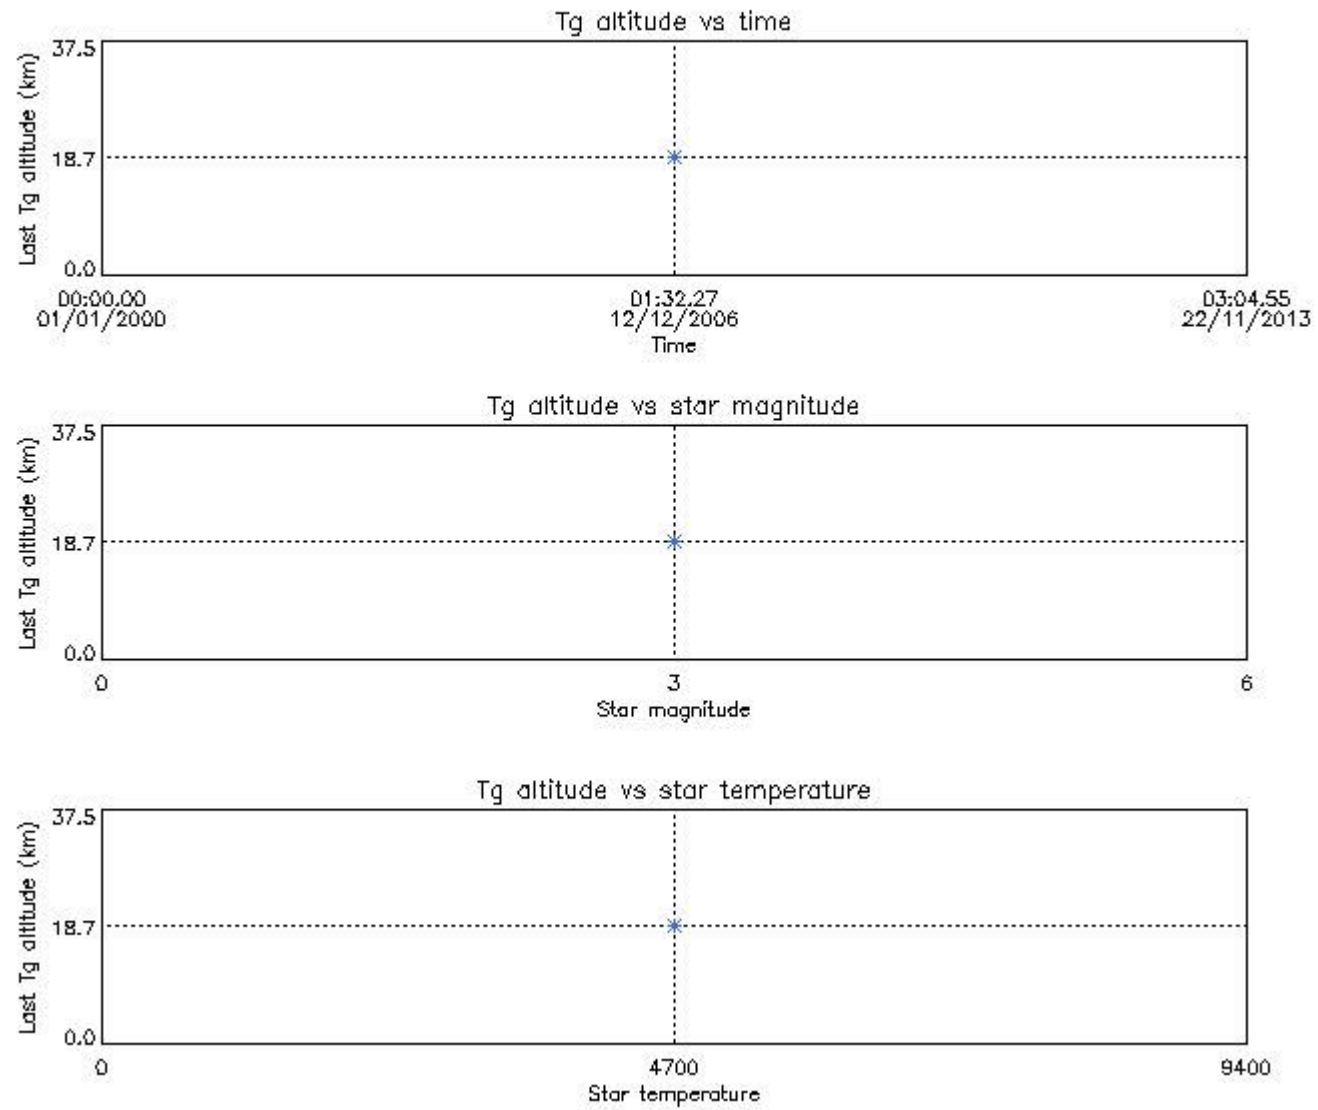 Tg altitude vs time
Last Tg altitude (km)
37.5
18.7
0.0
00:00.00 01:32.27 03:04.55
01/01/2000 12/12/2006 22/11/2013
Time
Tg altitude vs star magnitude
Last Tg altitude (km)
37.5
18.7
0.0
0 3 6
Star magnitude
Tg altitude vs star temperature
Last Tg altitude (km)
37.5
18.7
0.0
0 4700 9400
Star temperature